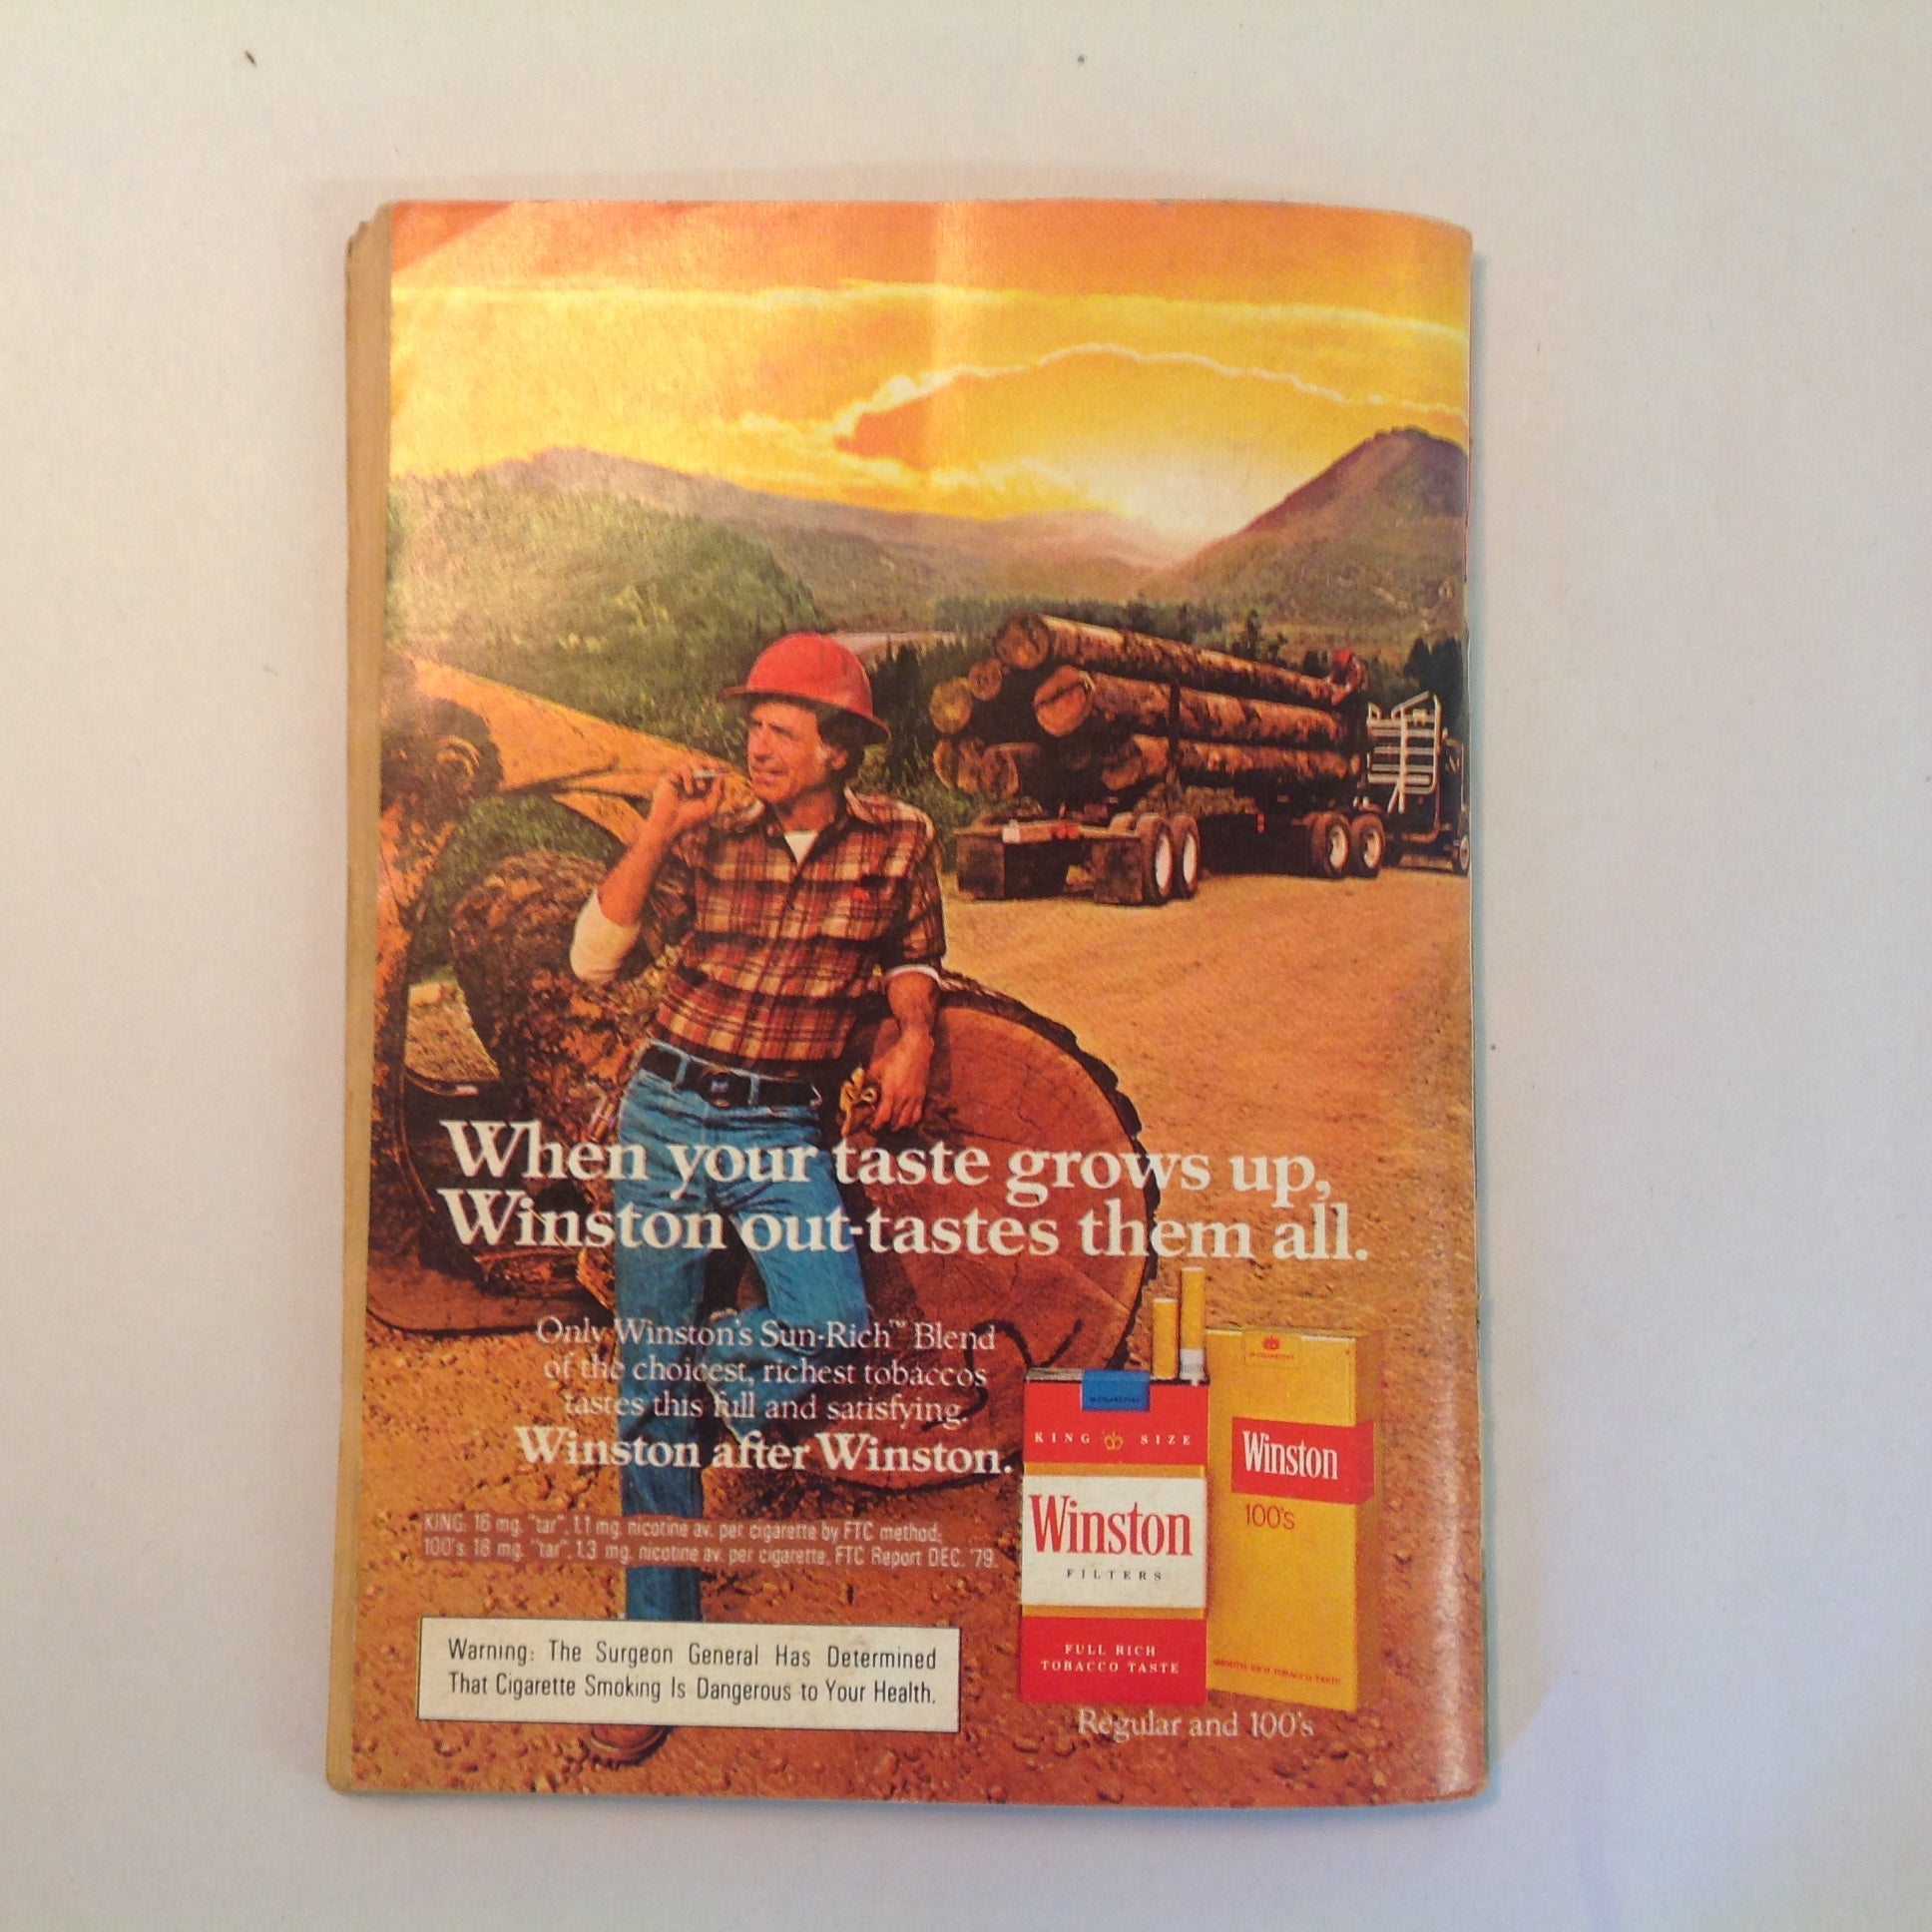 When your taste grows up,
Winston out-tastes them all.
Only Winston's Sun-Rich™ Blend
of the choicest, richest tobaccos
tastes this full and satisfying.
Winston after Winston.
KING: 16 mg. "tar", 1.1 mg. nicotine av. per cigarette by FTC method;
100's: 18 mg. "tar", 1.3 mg. nicotine av. per cigarette, FTC Report DEC. '79.
Warning: The Surgeon General Has Determined
That Cigarette Smoking Is Dangerous to Your Health.
KING SIZE
Winston
FILTERS
FULL RICH
TOBACCO TASTE
Winston
100's
SMOOTH RICH TOBACCO TASTE
Regular and 100's